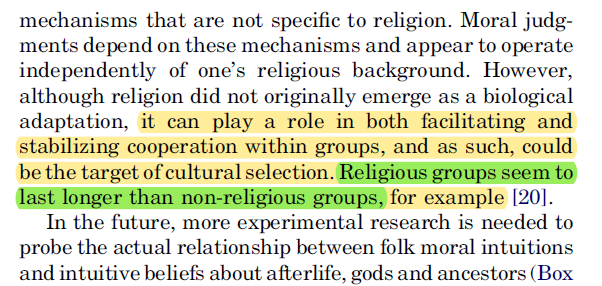 mechanisms that are not specific to religion. Moral judg-
ments depend on these mechanisms and appear to operate
independently of one's religious background. However,
although religion did not originally emerge as a biological
adaptation, it can play a role in both facilitating and
stabilizing cooperation within groups, and as such, could
be the target of cultural selection. Religious groups seem to
last longer than non-religious groups, for example [20].
In the future, more experimental research is needed to
probe the actual relationship between folk moral intuitions
and intuitive beliefs about afterlife, gods and ancestors (Box